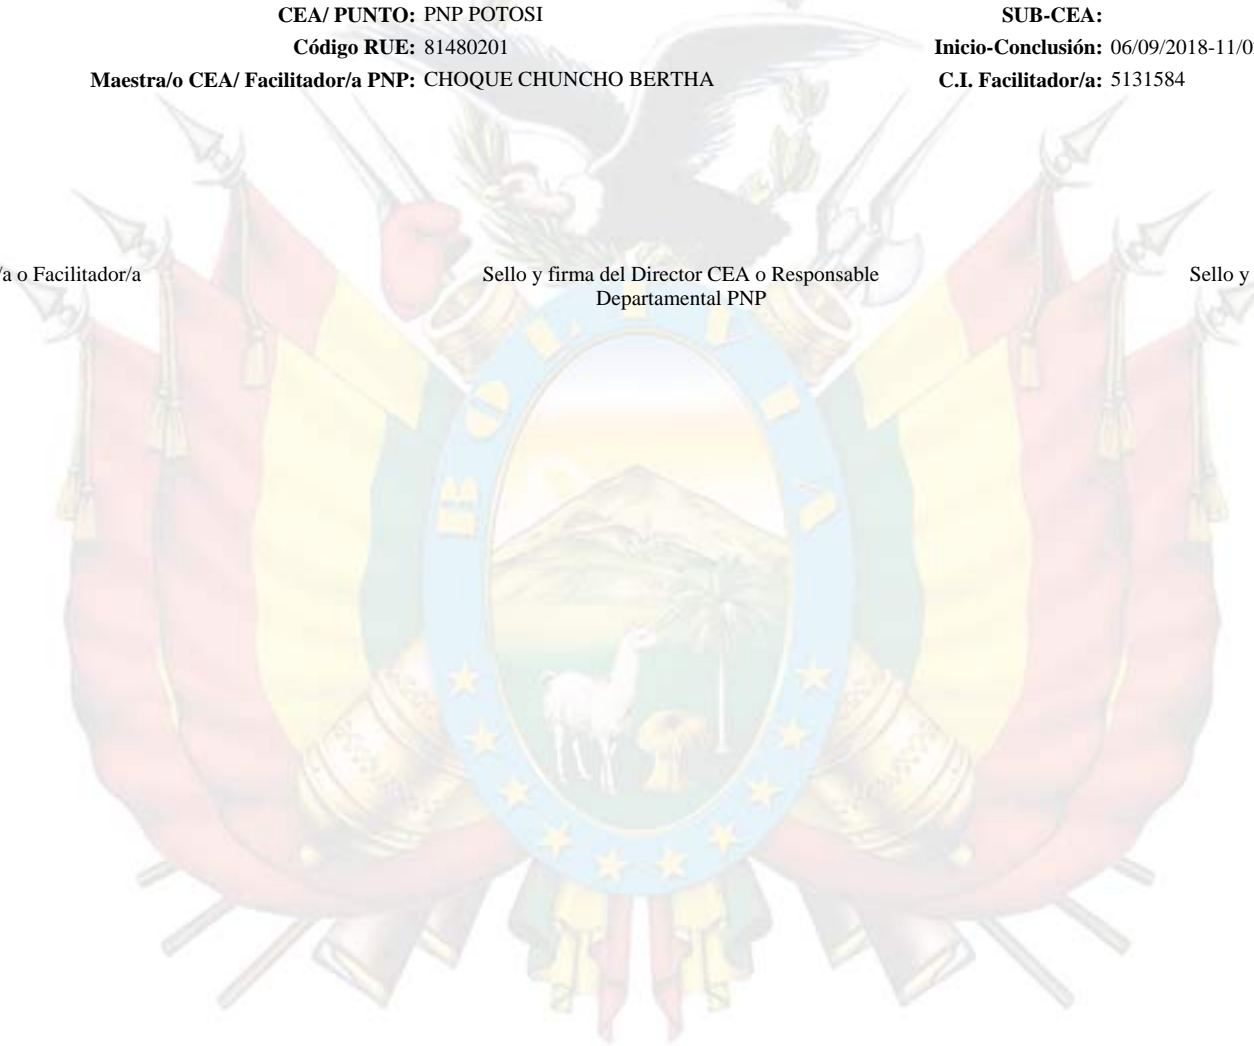 CEA/ PUNTO: PNP POTOSI SUB-CEA:
Código RUE: 81480201 Inicio-Conclusión: 06/09/2018-11/0
Maestra/o CEA/ Facilitador/a PNP: CHOQUE CHUNCHO BERTHA C.I. Facilitador/a: 5131584
/a o Facilitador/a Sello y firma del Director CEA o Responsable Sello y
Departamental PNP
BOLIVIA